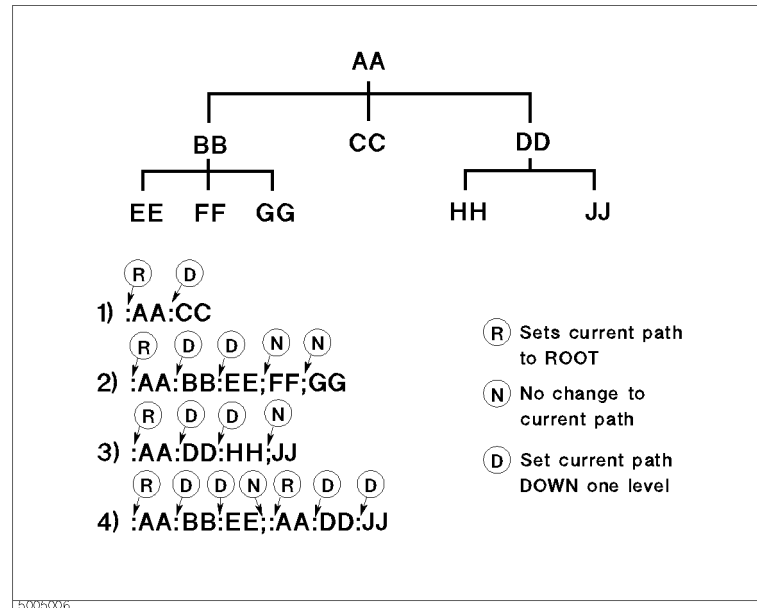 AA
BB CC DD
EE FF GG HH JJ
R D
1) :AA:CC
R D D N N
2) :AA:BB:EE;FF;GG
R D D N
3) :AA:DD:HH;JJ
R D D N R D D
4) :AA:BB:EE;:AA:DD:JJ
R Sets current path
to ROOT
N No change to
current path
D Set current path
DOWN one level
5005006